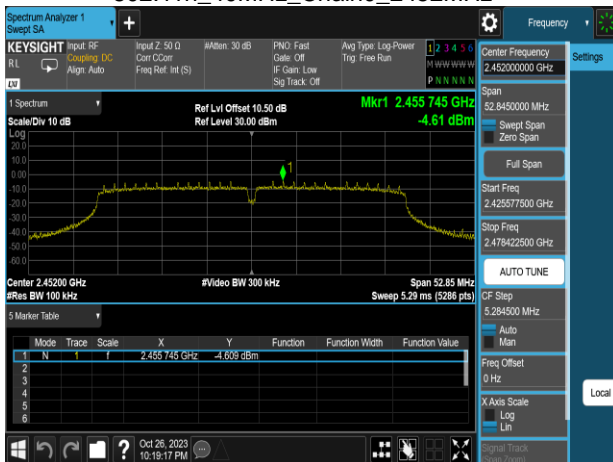 Spectrum Analyzer 1
Swept SA
+
Frequency
KEYSIGHT
RL
LXI
Input: RF
Coupling: DC
Align: Auto
Input Z: 50 Ω
Corr CCorr
Freq Ref: Int (S)
#Atten: 30 dB
PNO: Fast
Gate: Off
IF Gain: Low
Sig Track: Off
Avg Type: Log-Power
Trig: Free Run
1 2 3 4 5 6
M W W W W W
P N N N N N
Center Frequency
2.452000000 GHz
Settings
Span
52.8450000 MHz
Swept Span
Zero Span
Full Span
Start Freq
2.425577500 GHz
Stop Freq
2.478422500 GHz
AUTO TUNE
CF Step
5.284500 MHz
Auto
Man
Freq Offset
0 Hz
X Axis Scale
Log
Lin
Local
Signal Track
(Span Zoom)
1 Spectrum
Scale/Div 10 dB
Ref Lvl Offset 10.50 dB
Ref Level 30.00 dBm
Mkr1 2.455 745 GHz
-4.61 dBm
Log
20.0
10.0
0.00
-10.0
-20.0
-30.0
-40.0
-50.0
-60.0
1
Center 2.45200 GHz
#Video BW 300 kHz
Span 52.85 MHz
#Res BW 100 kHz
Sweep 5.29 ms (5286 pts)
5 Marker Table
Mode Trace Scale X Y Function Function Width Function Value
1 N 1 f 2.455 745 GHz -4.609 dBm
2
3
4
5
6
?
Oct 26, 2023
10:19:17 PM